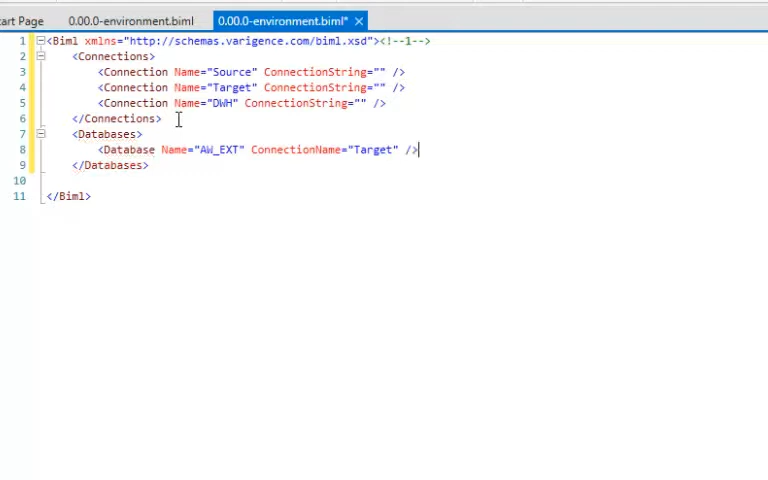 art Page 0.00.0-environment.biml 0.00.0-environment.biml* ✕
1 <Biml xmlns="http://schemas.varigence.com/biml.xsd"><!--1-->
2 <Connections>
3 <Connection Name="Source" ConnectionString="" />
4 <Connection Name="Target" ConnectionString="" />
5 <Connection Name="DWH" ConnectionString="" />
6 </Connections>
7 <Databases>
8 <Database Name="AW_EXT" ConnectionName="Target" />
9 </Databases>
10
11 </Biml>